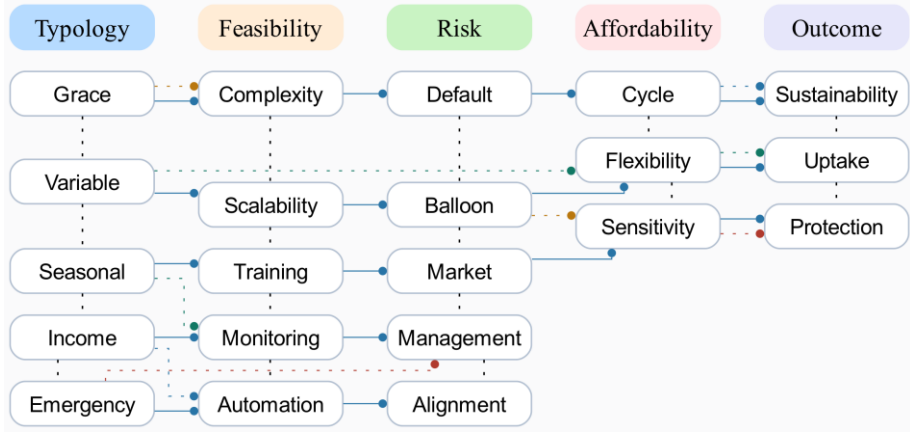 Typology Feasibility Risk Affordability Outcome
Grace Complexity Default Cycle Sustainability
Flexibility Uptake
Variable
Scalability Balloon Sensitivity Protection
Seasonal Training Market
Income Monitoring Management
Emergency Automation Alignment